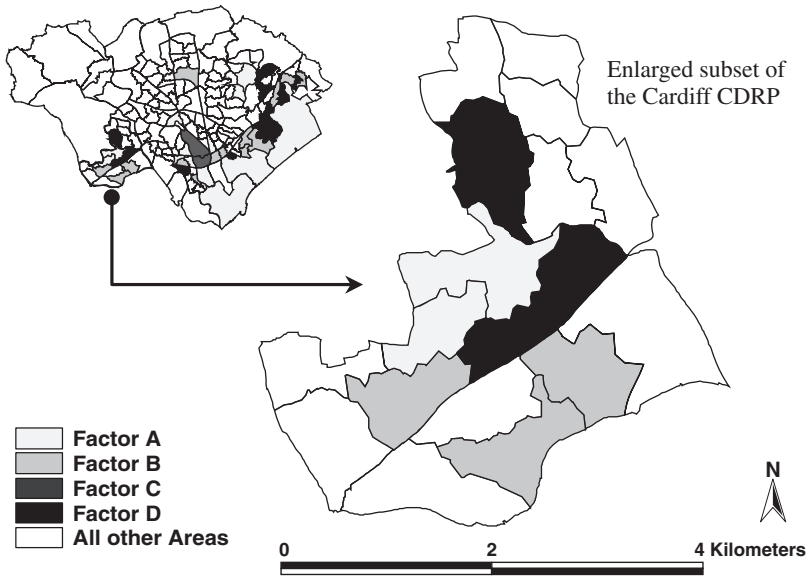 Enlarged subset of
the Cardiff CDRP
Factor A
Factor B
Factor C
Factor D
All other Areas
N
0 2 4 Kilometers